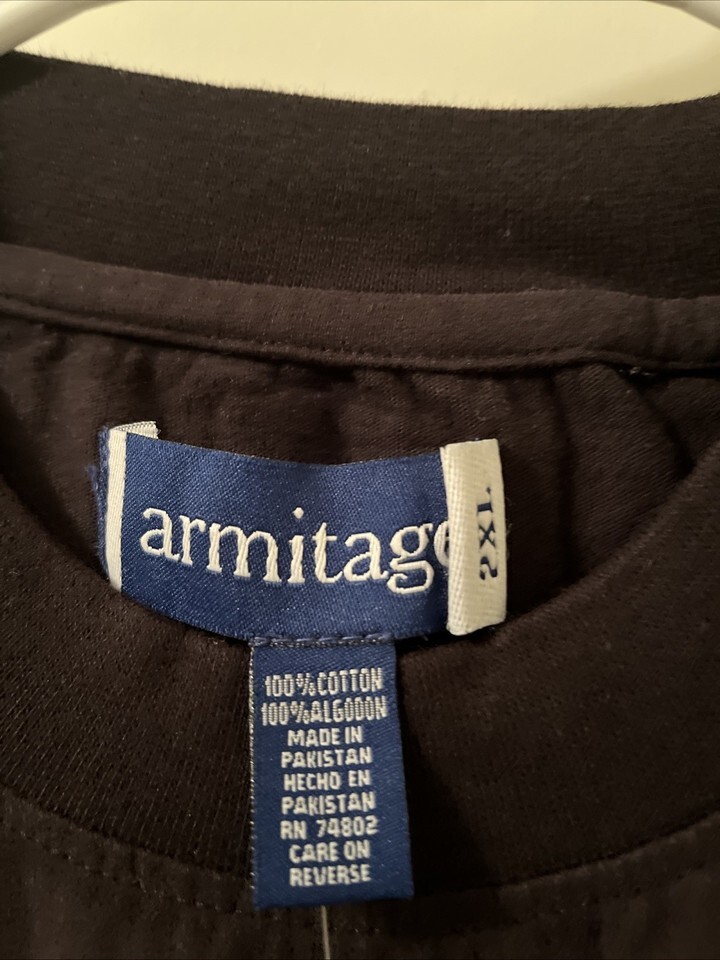 armitage
2XL
100%COTTON
100%ALGODON
MADE IN
PAKISTAN
HECHO EN
PAKISTAN
RN 74802
CARE ON
REVERSE